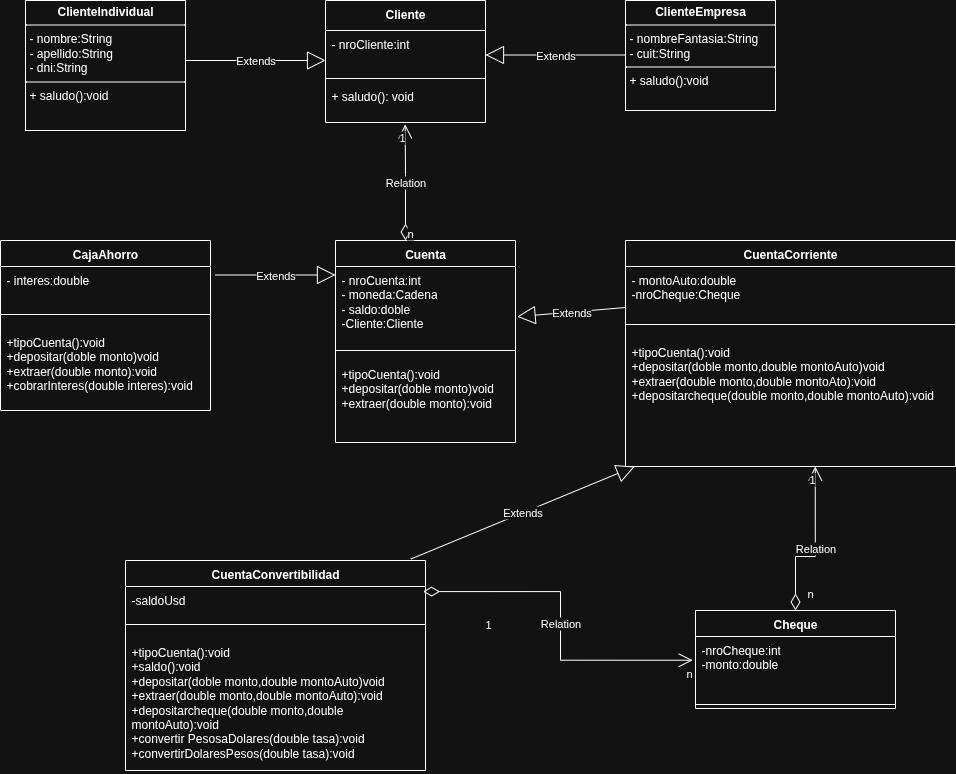 ClienteIndividual
- nombre:String
- apellido:String
- dni:String
+ saludo():void
Extends
Cliente
- nroCliente:int
+ saludo(): void
Extends
ClienteEmpresa
- nombreFantasia:String
- cuit:String
+ saludo():void
1
Relation
n
CajaAhorro
- interes:double
+tipoCuenta():void
+depositar(doble monto)void
+extraer(double monto):void
+cobrarInteres(double interes):void
Extends
Cuenta
- nroCuenta:int
- moneda:Cadena
- saldo:doble
-Cliente:Cliente
+tipoCuenta():void
+depositar(doble monto)void
+extraer(double monto):void
Extends
CuentaCorriente
- montoAuto:double
-nroCheque:Cheque
+tipoCuenta():void
+depositar(doble monto,double montoAuto)void
+extraer(double monto,double montoAto):void
+depositarcheque(double monto,double montoAuto):void
Extends
1
Relation
n
CuentaConvertibilidad
-saldoUsd
+tipoCuenta():void
+saldo():void
+depositar(doble monto,double montoAuto)void
+extraer(double monto,double montoAuto):void
+depositarcheque(double monto,double
montoAuto):void
+convertir PesosaDolares(double tasa):void
+convertirDolaresPesos(double tasa):void
1
Relation
n
Cheque
-nroCheque:int
-monto:double